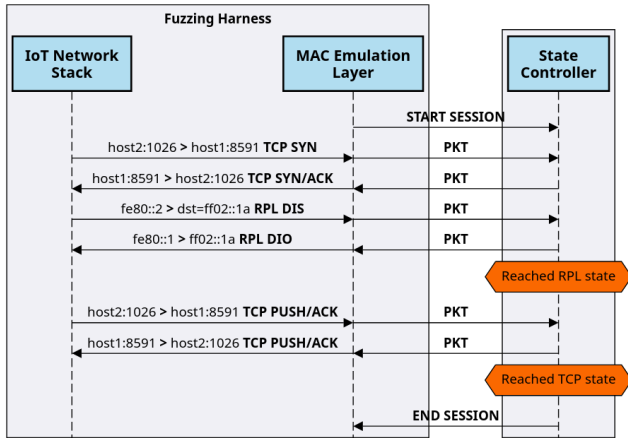 Fuzzing Harness
IoT Network
Stack
MAC Emulation
Layer
State
Controller
START SESSION
host2:1026 > host1:8591 TCP SYN
PKT
host1:8591 > host2:1026 TCP SYN/ACK
PKT
fe80::2 > dst=ff02::1a RPL DIS
PKT
fe80::1 > ff02::1a RPL DIO
PKT
Reached RPL state
host2:1026 > host1:8591 TCP PUSH/ACK
PKT
host1:8591 > host2:1026 TCP PUSH/ACK
PKT
Reached TCP state
END SESSION